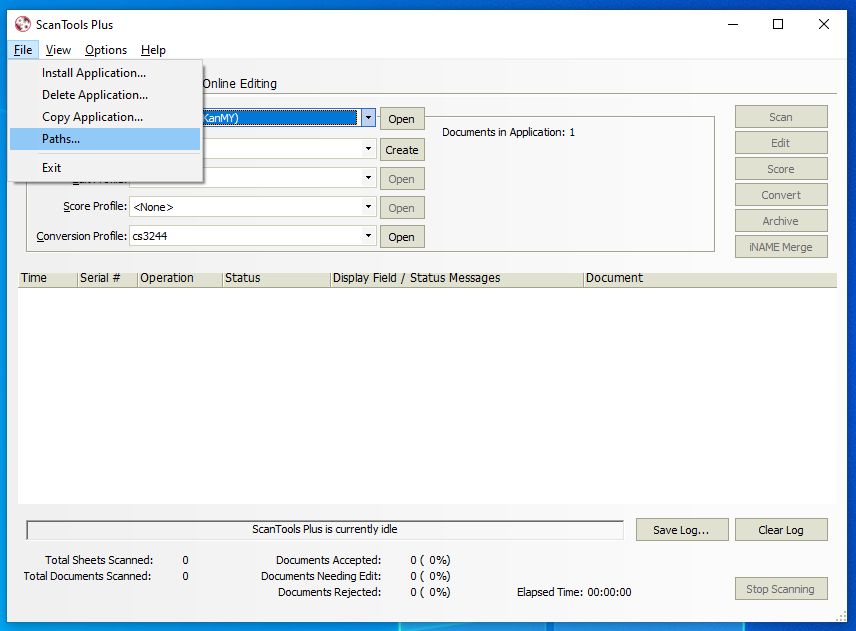 ScanTools Plus
File View Options Help
Install Application...
Delete Application...
Copy Application...
Paths...
Exit
Online Editing
KanMY)
Open
Documents in Application: 1
Create
Open
Score Profile: <None>
Open
Conversion Profile: cs3244
Open
Scan
Edit
Score
Convert
Archive
iNAME Merge
Time Serial # Operation Status Display Field / Status Messages Document
ScanTools Plus is currently idle
Save Log...
Clear Log
Total Sheets Scanned: 0 Documents Accepted: 0 ( 0%)
Total Documents Scanned: 0 Documents Needing Edit: 0 ( 0%)
Documents Rejected: 0 ( 0%) Elapsed Time: 00:00:00
Stop Scanning